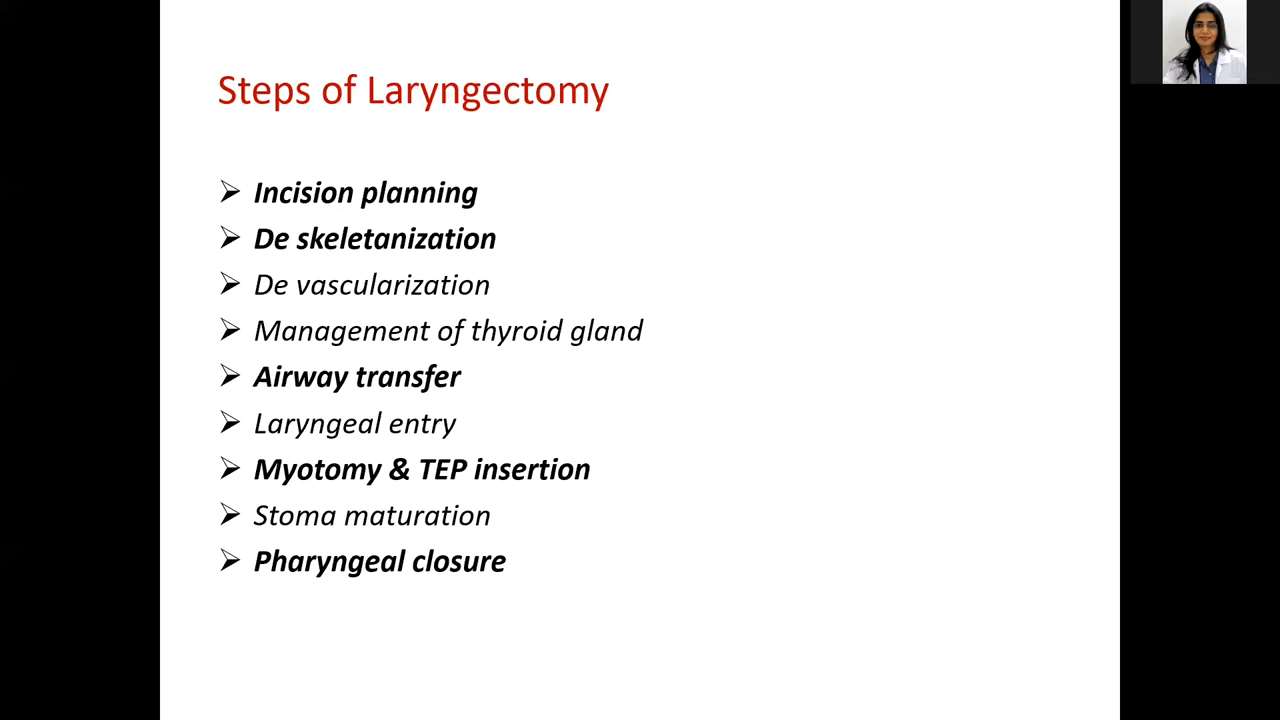 Steps of Laryngectomy
➢ Incision planning
➢ De skeletanization
➢ De vascularization
➢ Management of thyroid gland
➢ Airway transfer
➢ Laryngeal entry
➢ Myotomy & TEP insertion
➢ Stoma maturation
➢ Pharyngeal closure